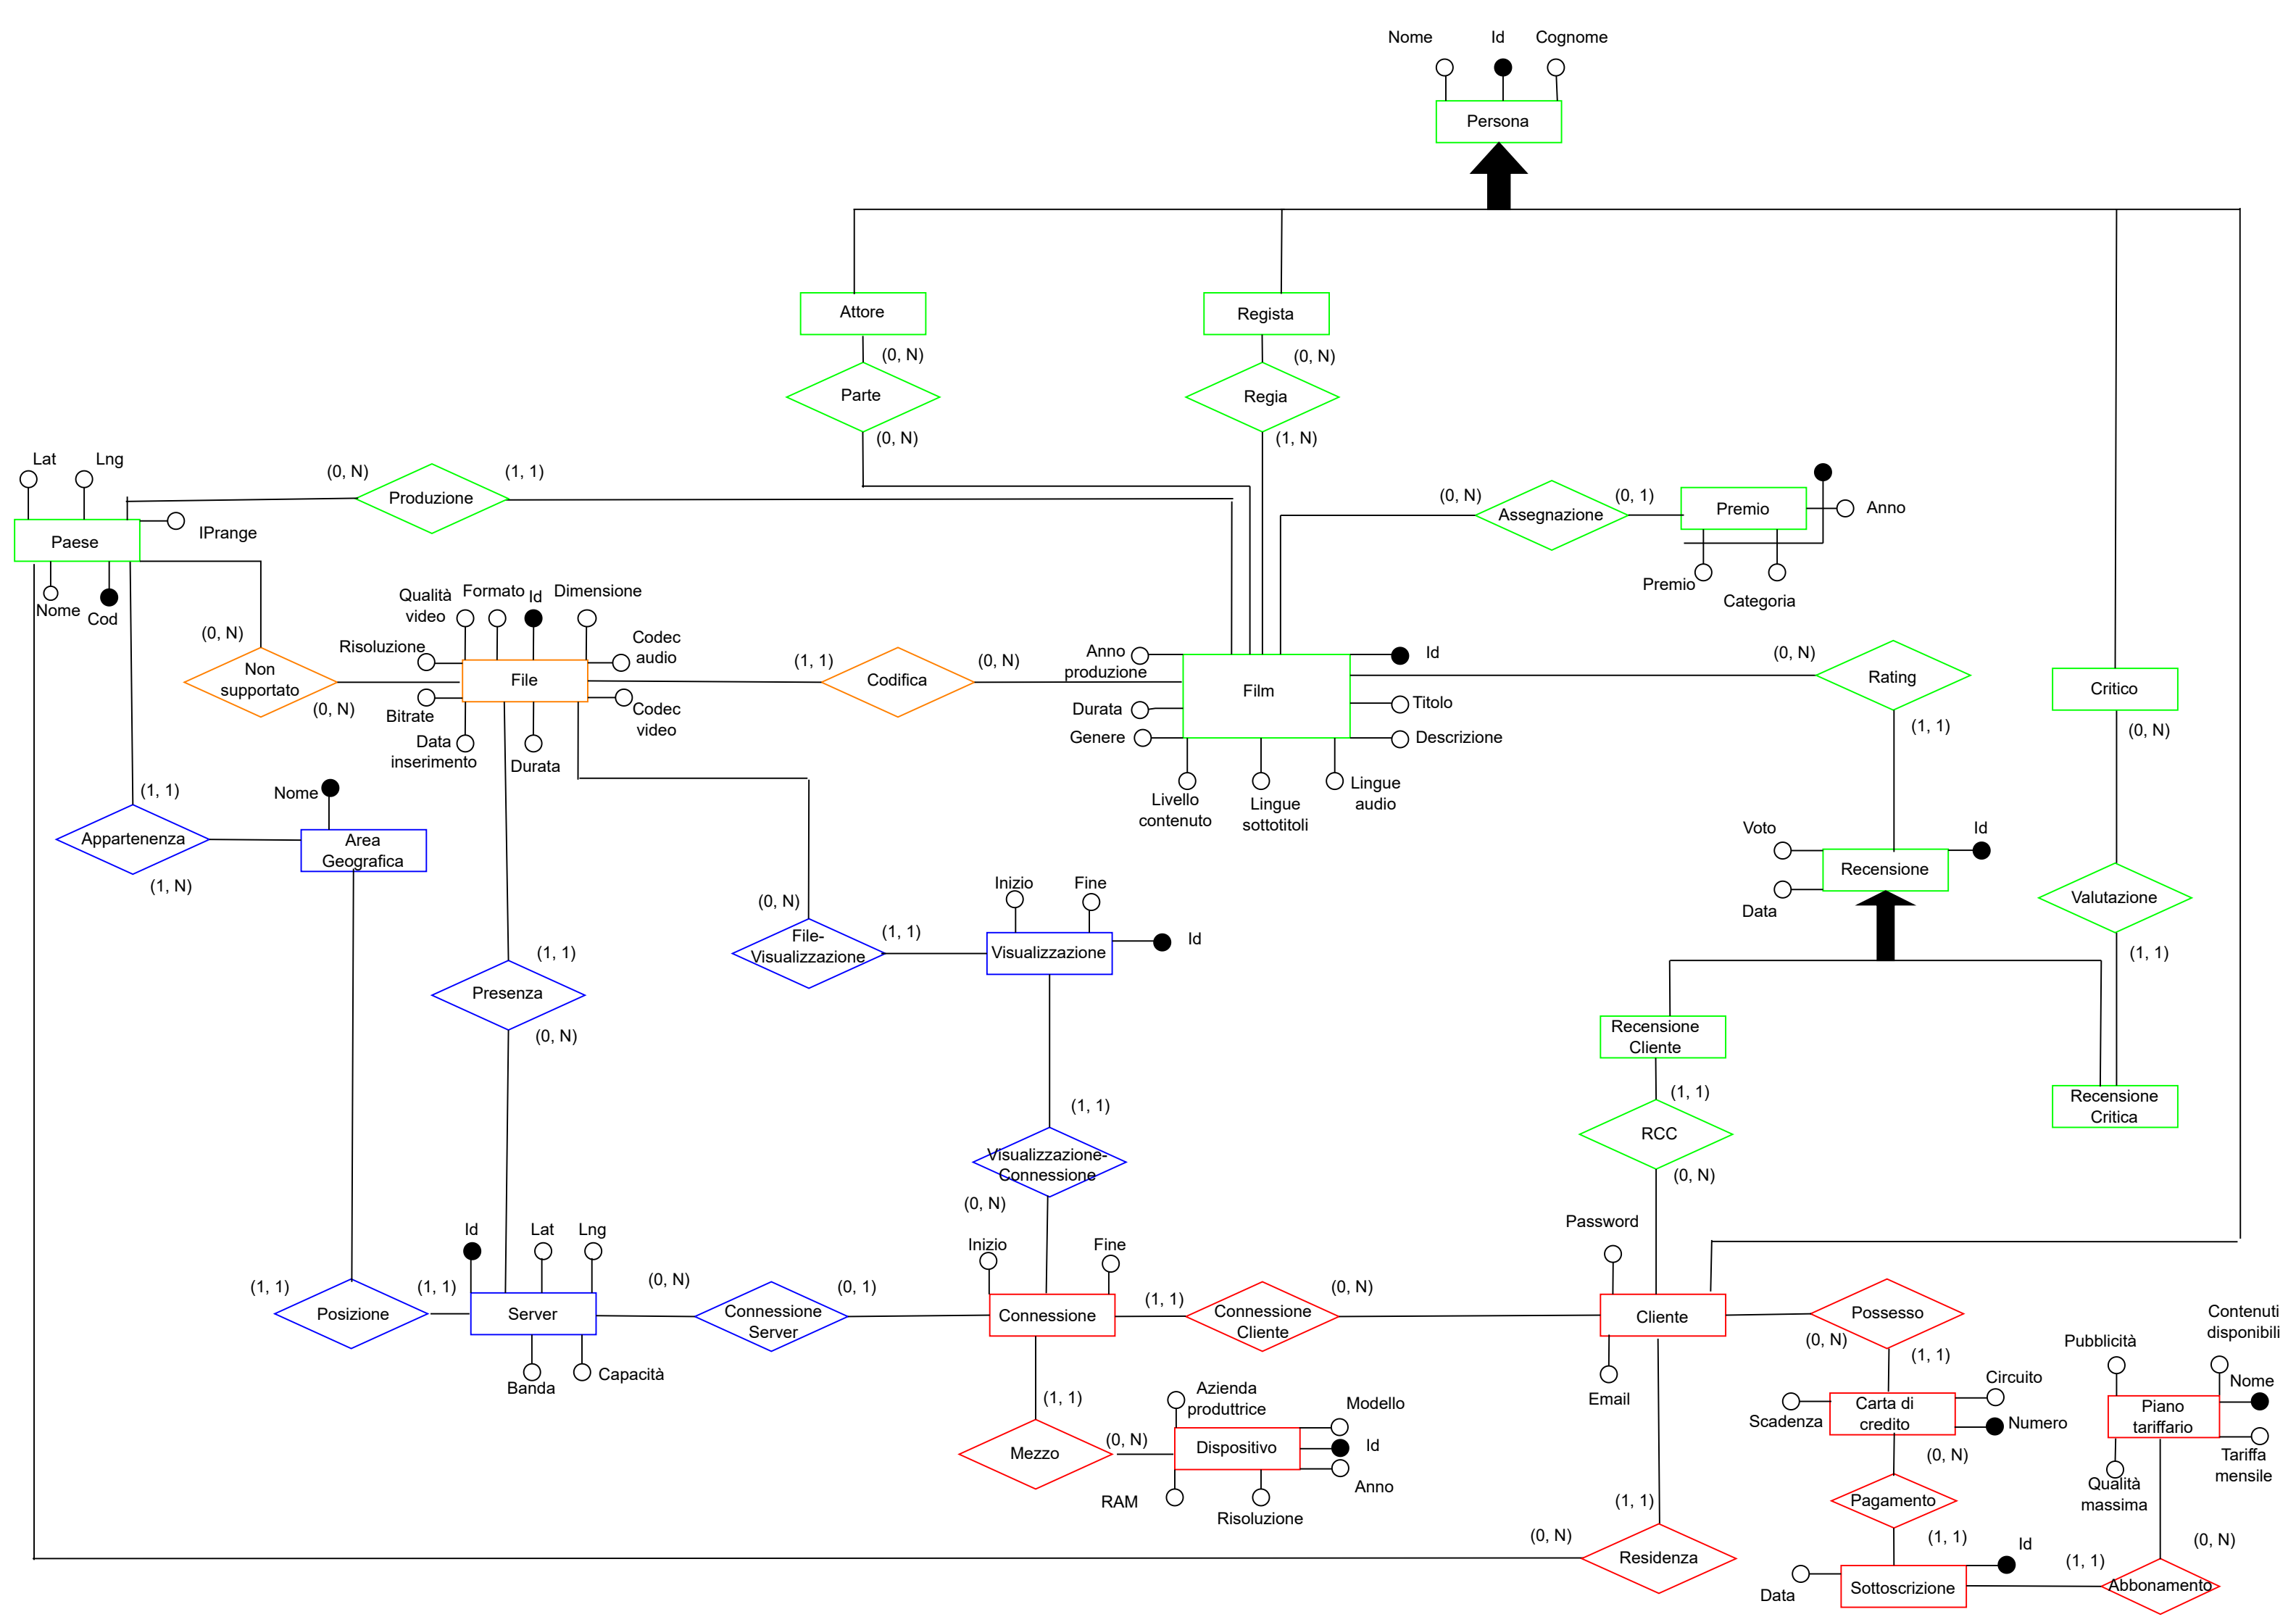 Nome
Id
Cognome
Persona
Attore
Regista
(0, N)
(0, N)
Parte
Regia
(0, N)
(1, N)
Lat
Lng
(0, N)
(1, 1)
Produzione
(0, N)
(0, 1)
Assegnazione
Premio
Anno
IPrange
Paese
Nome
Cod
Premio
Categoria
Qualità
video
Formato
Id
Dimensione
(0, N)
Risoluzione
Codec
audio
Non
supportato
File
(1, 1)
Codifica
(0, N)
Anno
produzione
Id
Film
(0, N)
Rating
Critico
(0, N)
Bitrate
Codec
video
Durata
Titolo
(1, 1)
(0, N)
Data
inserimento
Durata
Genere
Descrizione
Livello
contenuto
Lingue
sottotitoli
Lingue
audio
Nome
(1, 1)
Appartenenza
Area
Geografica
(1, N)
Voto
Id
Recensione
Data
Valutazione
(0, N)
Inizio
Fine
File-
Visualizzazione
(1, 1)
Visualizzazione
Id
(1, 1)
(1, 1)
Presenza
(0, N)
Recensione
Cliente
(1, 1)
(1, 1)
Recensione
Critica
RCC
Visualizzazione-
Connessione
(0, N)
(0, N)
Id
Lat
Lng
Inizio
Fine
Password
(1, 1)
Posizione
(1, 1)
Server
(0, N)
Connessione
Server
(0, 1)
Connessione
(1, 1)
Connessione
Cliente
(0, N)
Cliente
Possesso
(0, N)
(1, 1)
Contenuti
disponibili
Pubblicità
Banda
Capacità
Email
Azienda
produttrice
Modello
(1, 1)
Circuito
Nome
Scadenza
Carta di
credito
Numero
Piano
tariffario
Mezzo
(0, N)
Dispositivo
Id
Anno
(0, N)
Tariffa
mensile
RAM
Risoluzione
Qualità
massima
(1, 1)
Pagamento
(0, N)
Residenza
(1, 1)
Id
(0, N)
Data
Sottoscrizione
(1, 1)
Abbonamento